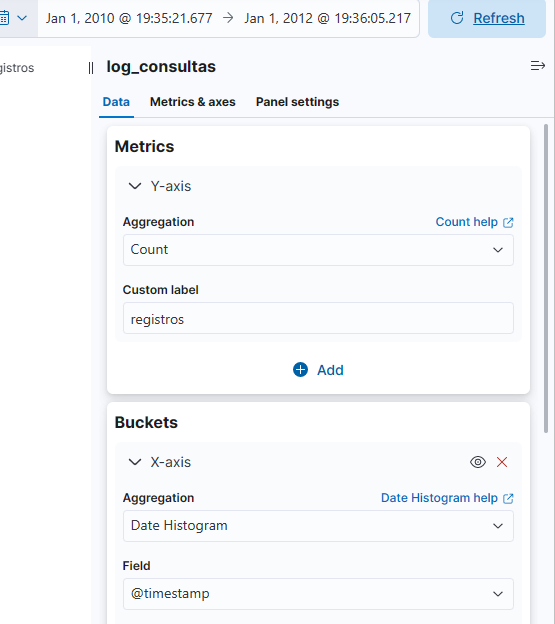 Jan 1, 2010 @ 19:35:21.677 → Jan 1, 2012 @ 19:36:05.217 Refresh
gistros
log_consultas
Data Metrics & axes Panel settings
Metrics
Y-axis
Aggregation Count help
Count
Custom label
registros
Add
Buckets
X-axis
Aggregation Date Histogram help
Date Histogram
Field
@timestamp